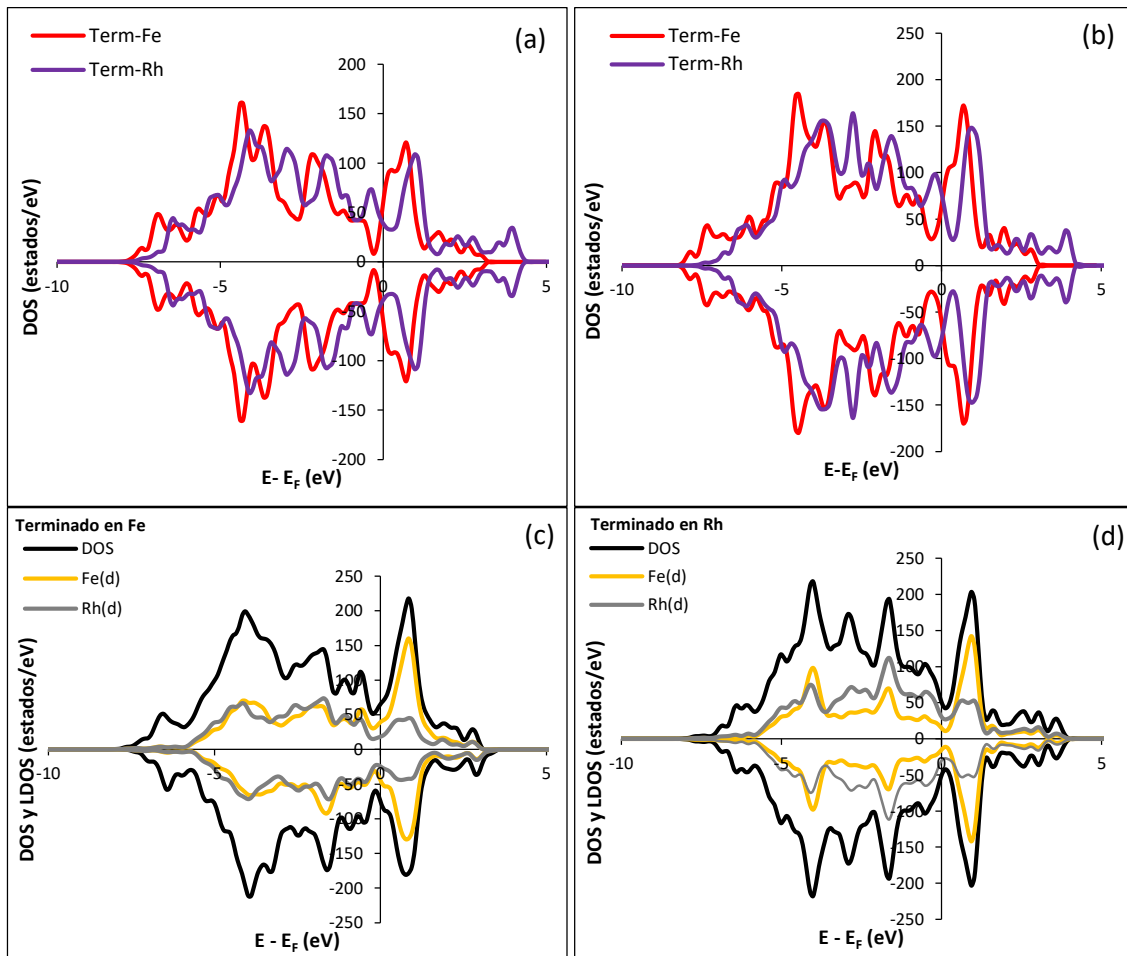 (a)
Term-Fe
Term-Rh
200
150
100
50
0
-50
-100
-150
-200
-10
-5
0
5
DOS (estados/eV)
E- E_F (eV)
(b)
Term-Fe
Term-Rh
250
200
150
100
50
0
-50
-100
-150
-200
-10
-5
0
5
DOS (estados/eV)
E-E_F (eV)
Terminado en Fe
(c)
DOS
Fe(d)
Rh(d)
250
200
150
100
50
0
-50
-100
-150
-200
-250
-10
-5
0
5
DOS y LDOS (estados/eV)
E - E_F (eV)
Terminado en Rh
(d)
DOS
Fe(d)
Rh(d)
250
200
150
100
50
0
-50
-100
-150
-200
-250
-10
-5
0
5
DOS y LDOS (estados/eV)
E - E_F (eV)